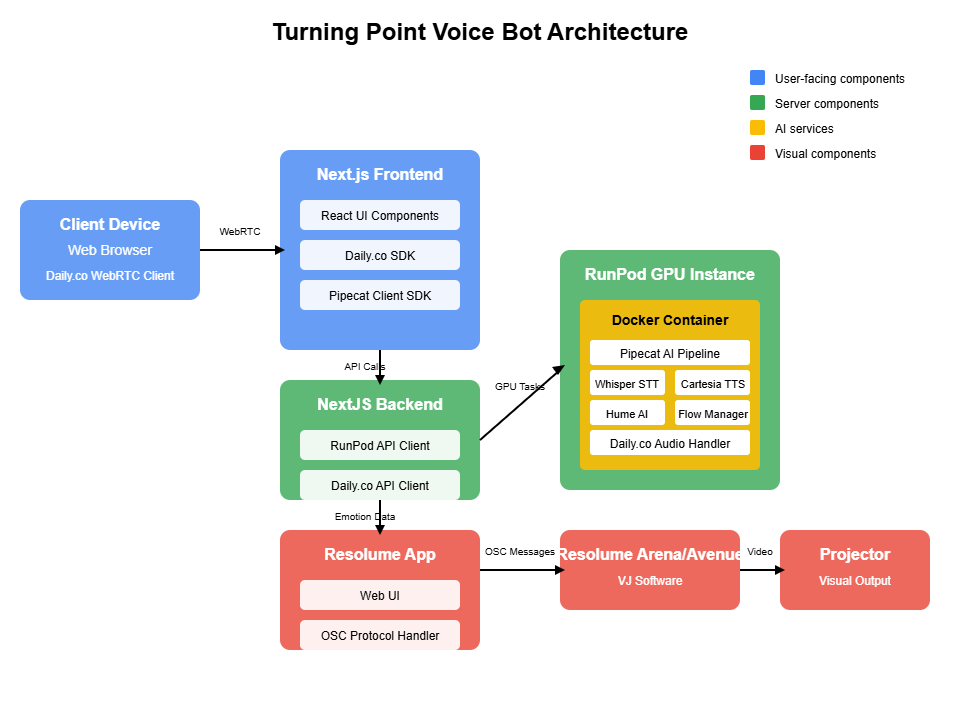 Turning Point Voice Bot Architecture
User-facing components
Server components
AI services
Visual components
Client Device
Web Browser
Daily.co WebRTC Client
WebRTC
Next.js Frontend
React UI Components
Daily.co SDK
Pipecat Client SDK
API Calls
NextJS Backend
RunPod API Client
Daily.co API Client
GPU Tasks
RunPod GPU Instance
Docker Container
Pipecat AI Pipeline
Whisper STT
Cartesia TTS
Hume AI
Flow Manager
Daily.co Audio Handler
Emotion Data
Resolume App
Web UI
OSC Protocol Handler
OSC Messages
Resolume Arena/Avenue
VJ Software
Video
Projector
Visual Output